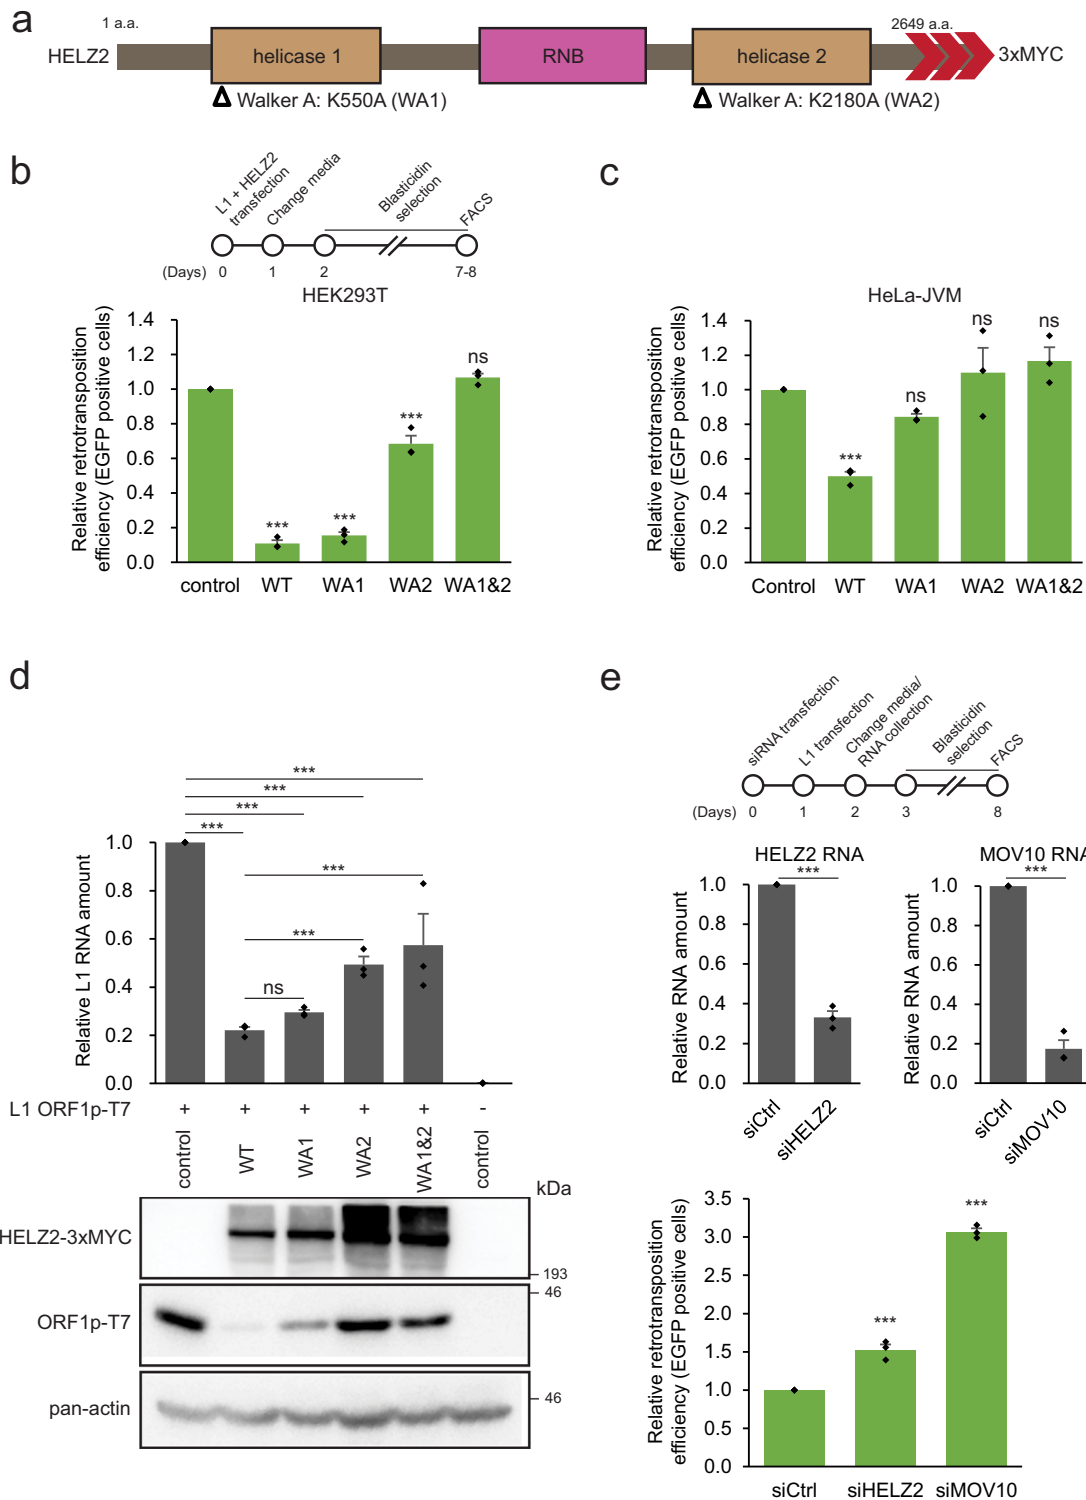 a
1 a.a.
2649 a.a.
HELZ2
helicase 1
RNB
helicase 2
3xMYC
Walker A: K550A (WA1)
Walker A: K2180A (WA2)
b
L1 + HELZ2
transfection
Change media
Blasticidin
selection
FACS
(Days) 0 1 2 7-8
HEK293T
Relative retrotransposition
efficiency (EGFP positive cells)
1.4
1.2
1.0
0.8
0.6
0.4
0.2
0.0
***
***
***
ns
control WT WA1 WA2 WA1&2
c
HeLa-JVM
Relative retrotransposition
efficiency (EGFP positive cells)
1.4
1.2
1.0
0.8
0.6
0.4
0.2
0.0
***
ns
ns
ns
Control WT WA1 WA2 WA1&2
d
***
***
***
***
***
***
ns
Relative L1 RNA amount
1.0
0.8
0.6
0.4
0.2
0.0
L1 ORF1p-T7 + + + + + -
control WT WA1 WA2 WA1&2 control
kDa
HELZ2-3xMYC
193
46
ORF1p-T7
46
pan-actin
e
siRNA transfection
L1 transfection
Change media/
RNA collection
Blasticidin
selection
FACS
(Days) 0 1 2 3 8
HELZ2 RNA
***
Relative RNA amount
1.0
0.8
0.6
0.4
0.2
0.0
siCtrl
siHELZ2
MOV10 RNA
***
Relative RNA amount
1.0
0.8
0.6
0.4
0.2
0.0
siCtrl
siMOV10
Relative retrotransposition
efficiency (EGFP positive cells)
3.5
3.0
2.5
2.0
1.5
1.0
0.5
0.0
***
***
siCtrl siHELZ2 siMOV10